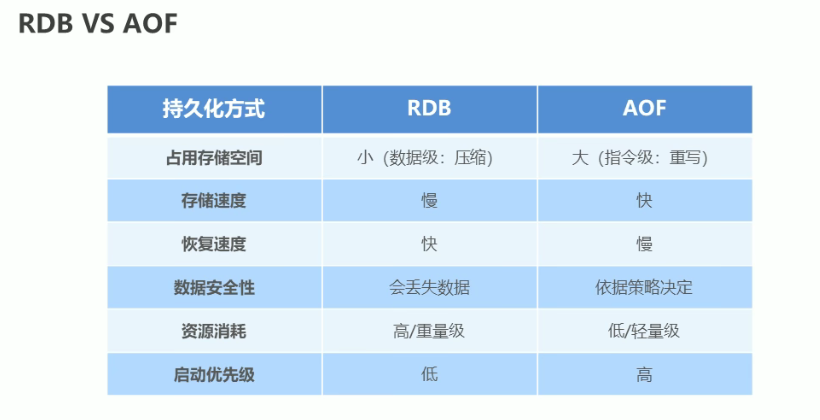 RDB VS AOF
持久化方式 RDB AOF
占用存储空间 小（数据级：压缩） 大（指令级：重写）
存储速度 慢 快
恢复速度 快 慢
数据安全性 会丢失数据 依据策略决定
资源消耗 高/重量级 低/轻量级
启动优先级 低 高